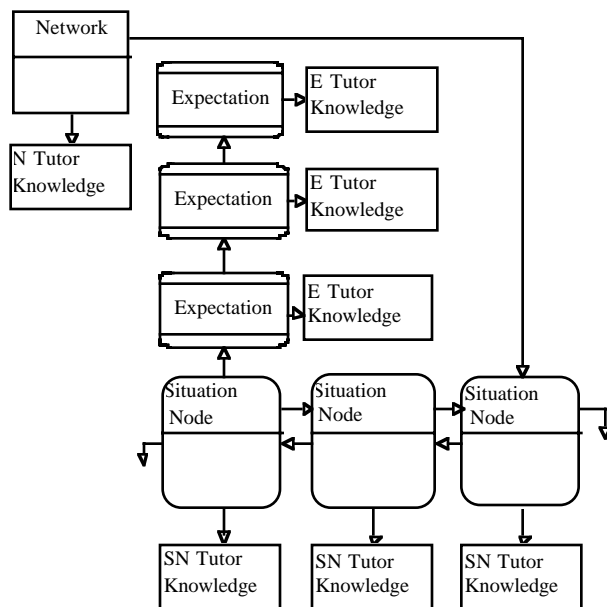 Network
E Tutor
Knowledge
Expectation
N Tutor
Knowledge
E Tutor
Knowledge
Expectation
E Tutor
Knowledge
Expectation
Situation
Node
Situation
Node
Situation
Node
SN Tutor
Knowledge
SN Tutor
Knowledge
SN Tutor
Knowledge